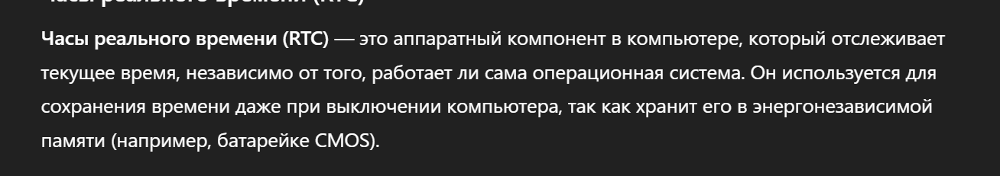 Часы реального времени (RTC)
Часы реального времени (RTC) — это аппаратный компонент в компьютере, который отслеживает
текущее время, независимо от того, работает ли сама операционная система. Он используется для
сохранения времени даже при выключении компьютера, так как хранит его в энергонезависимой
памяти (например, батарейке CMOS).